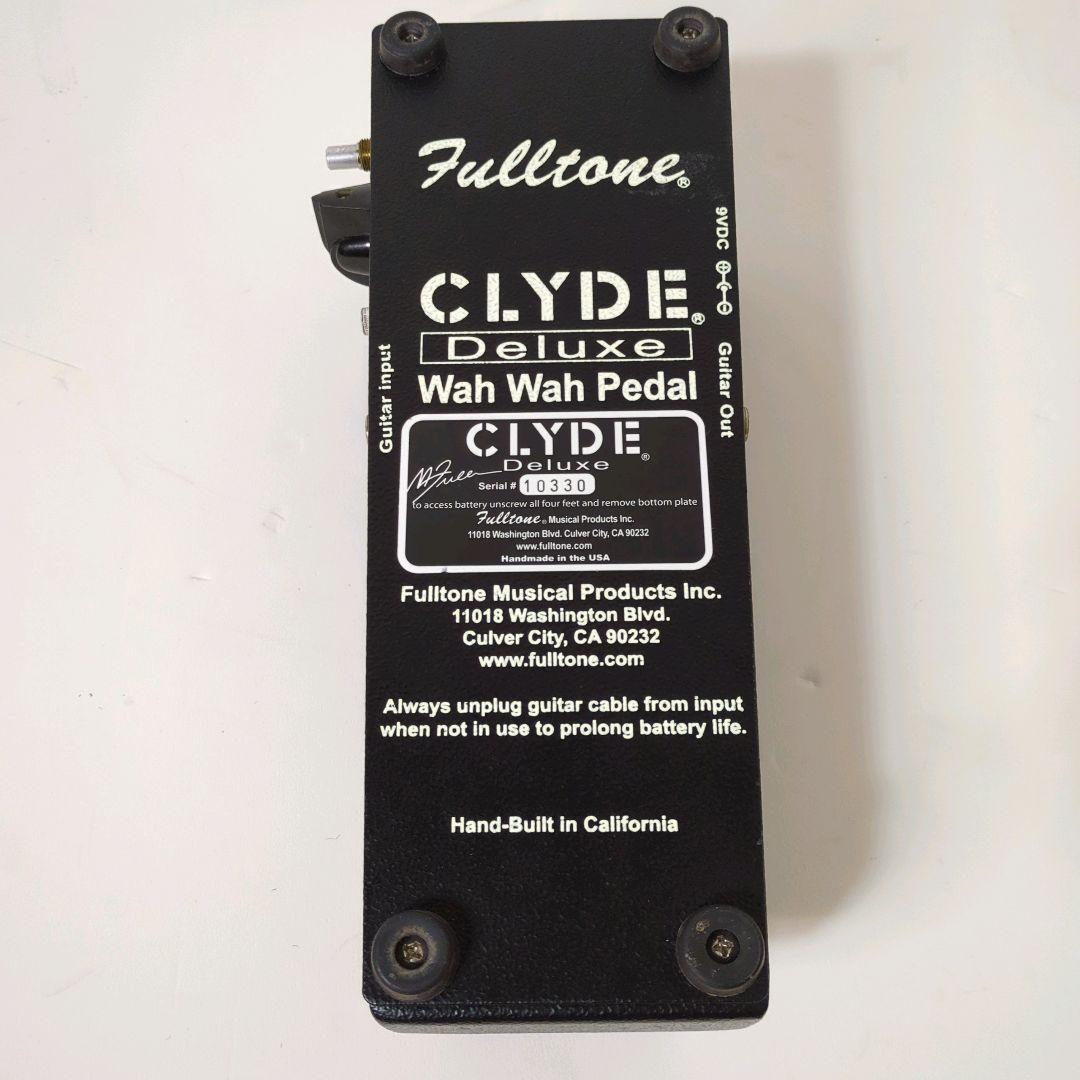 Fulltone®
9VDC
CLYDE®
Deluxe
Wah Wah Pedal
Guitar input
Guitar Out
CLYDE®
Deluxe
Serial # 10330
to access battery unscrew all four feet and remove bottom plate
Fulltone® Musical Products Inc.
11018 Washington Blvd. Culver City, CA 90232
www.fulltone.com
Handmade in the USA
Fulltone Musical Products Inc.
11018 Washington Blvd.
Culver City, CA 90232
www.fulltone.com
Always unplug guitar cable from input
when not in use to prolong battery life.
Hand-Built in California